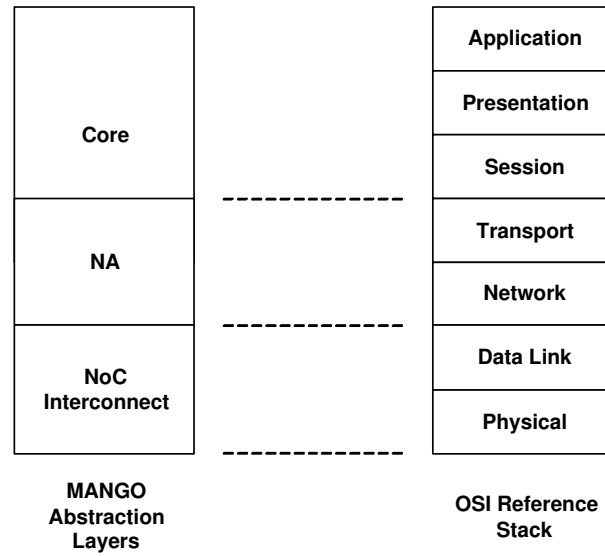 Core
NA
NoC
Interconnect
MANGO
Abstraction
Layers
Application
Presentation
Session
Transport
Network
Data Link
Physical
OSI Reference
Stack